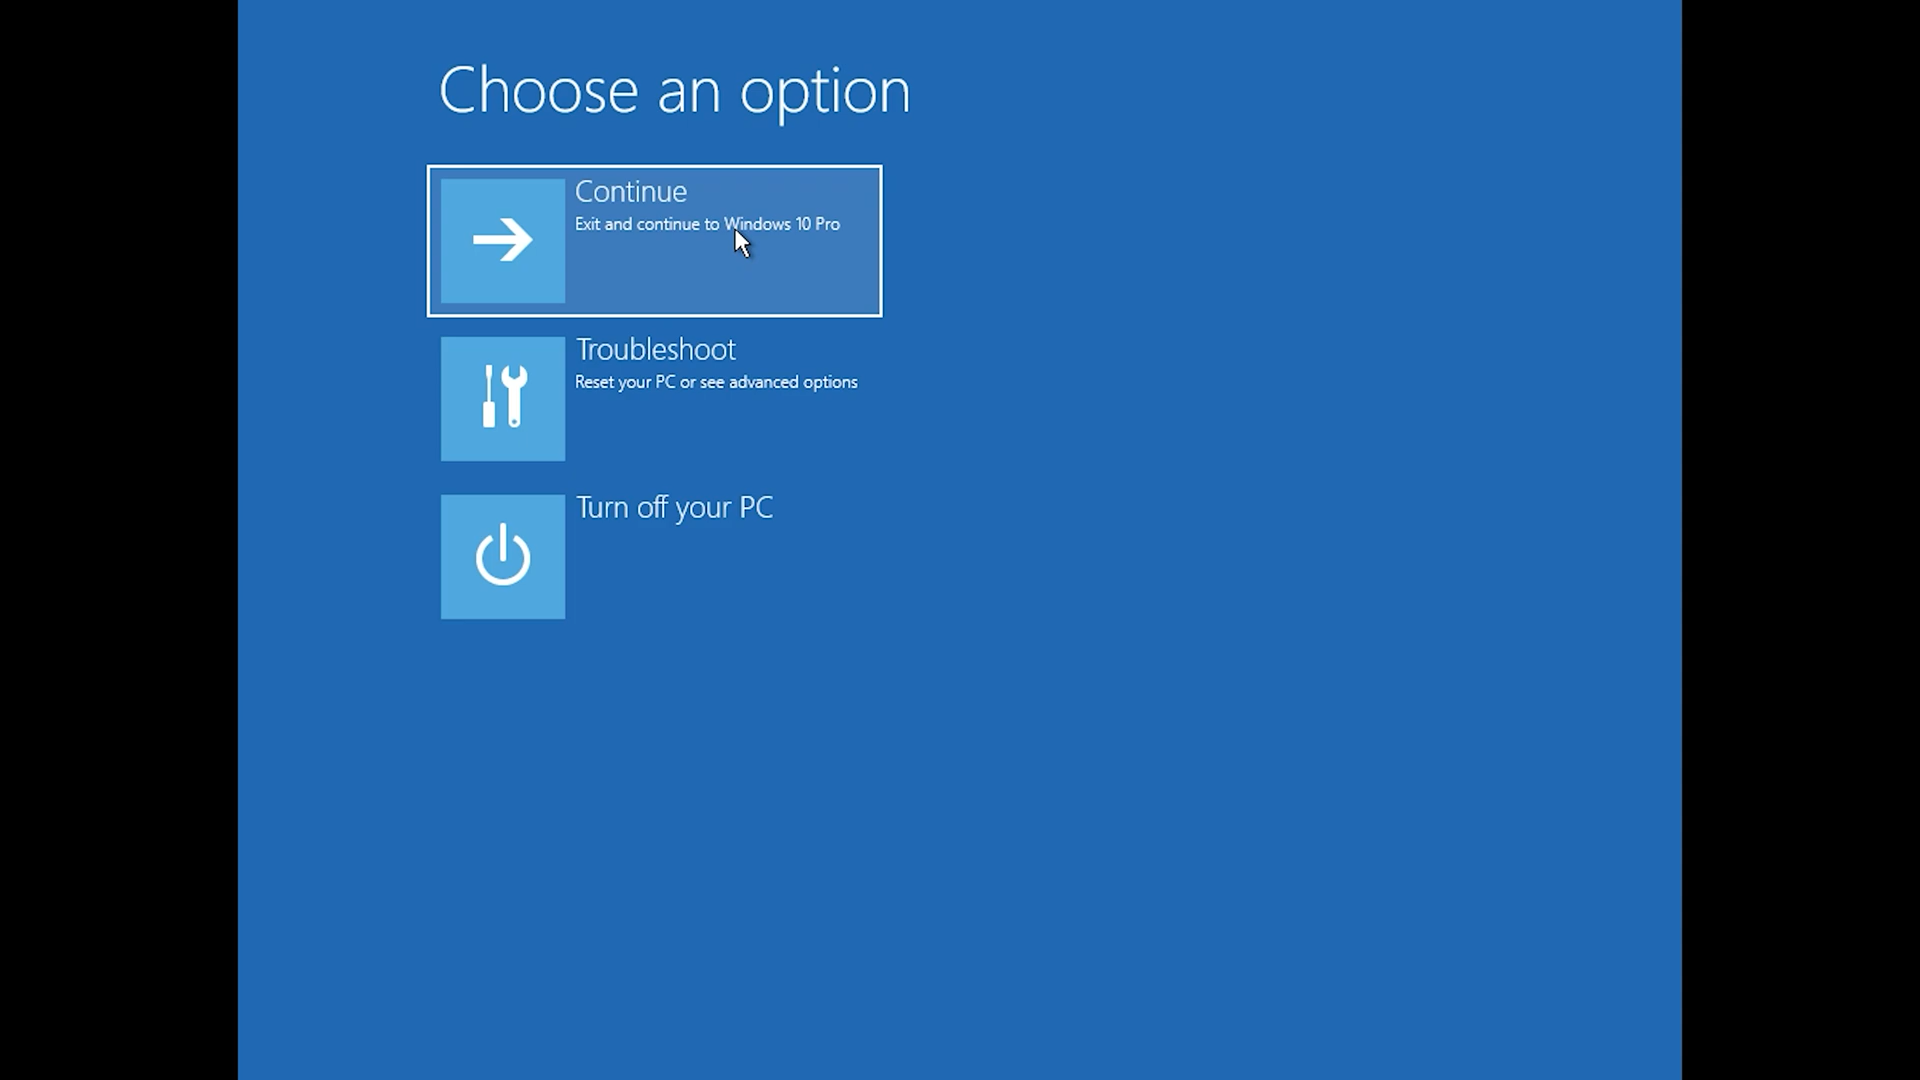 Choose an option
Continue
Exit and continue to Windows 10 Pro
Troubleshoot
Reset your PC or see advanced options
Turn off your PC